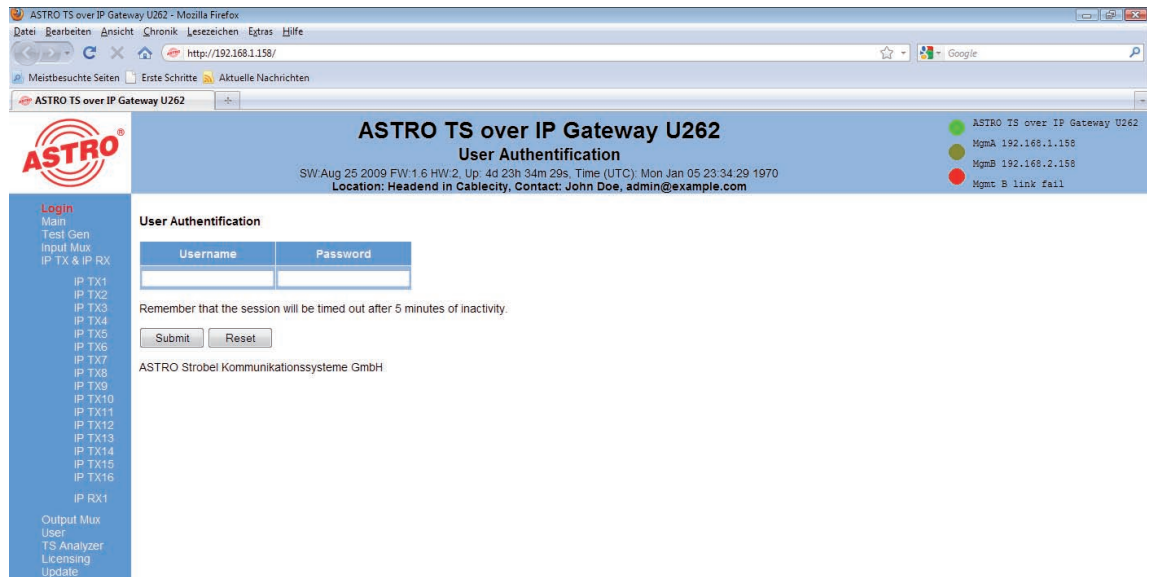 ASTRO TS over IP Gateway U262 - Mozilla Firefox
Datei Bearbeiten Ansicht Chronik Lesezeichen Extras Hilfe
http://192.168.1.158/
Google
Meistbesuchte Seiten Erste Schritte Aktuelle Nachrichten
ASTRO TS over IP Gateway U262
ASTRO®
ASTRO TS over IP Gateway U262
User Authentification
SW:Aug 25 2009 FW:1.6 HW:2, Up: 4d 23h 34m 29s, Time (UTC): Mon Jan 05 23:34:29 1970
Location: Headend in Cablecity, Contact: John Doe, admin@example.com
ASTRO TS over IP Gateway U262
MgmA 192.168.1.158
MgmB 192.168.2.158
Mgmt B link fail
Login
Main
Test Gen
Input Mux
IP TX & IP RX
IP TX1
IP TX2
IP TX3
IP TX4
IP TX5
IP TX6
IP TX7
IP TX8
IP TX9
IP TX10
IP TX11
IP TX12
IP TX13
IP TX14
IP TX15
IP TX16
IP RX1
Output Mux
User
TS Analyzer
Licensing
Update
User Authentification
Username Password
Remember that the session will be timed out after 5 minutes of inactivity.
Submit Reset
ASTRO Strobel Kommunikationssysteme GmbH